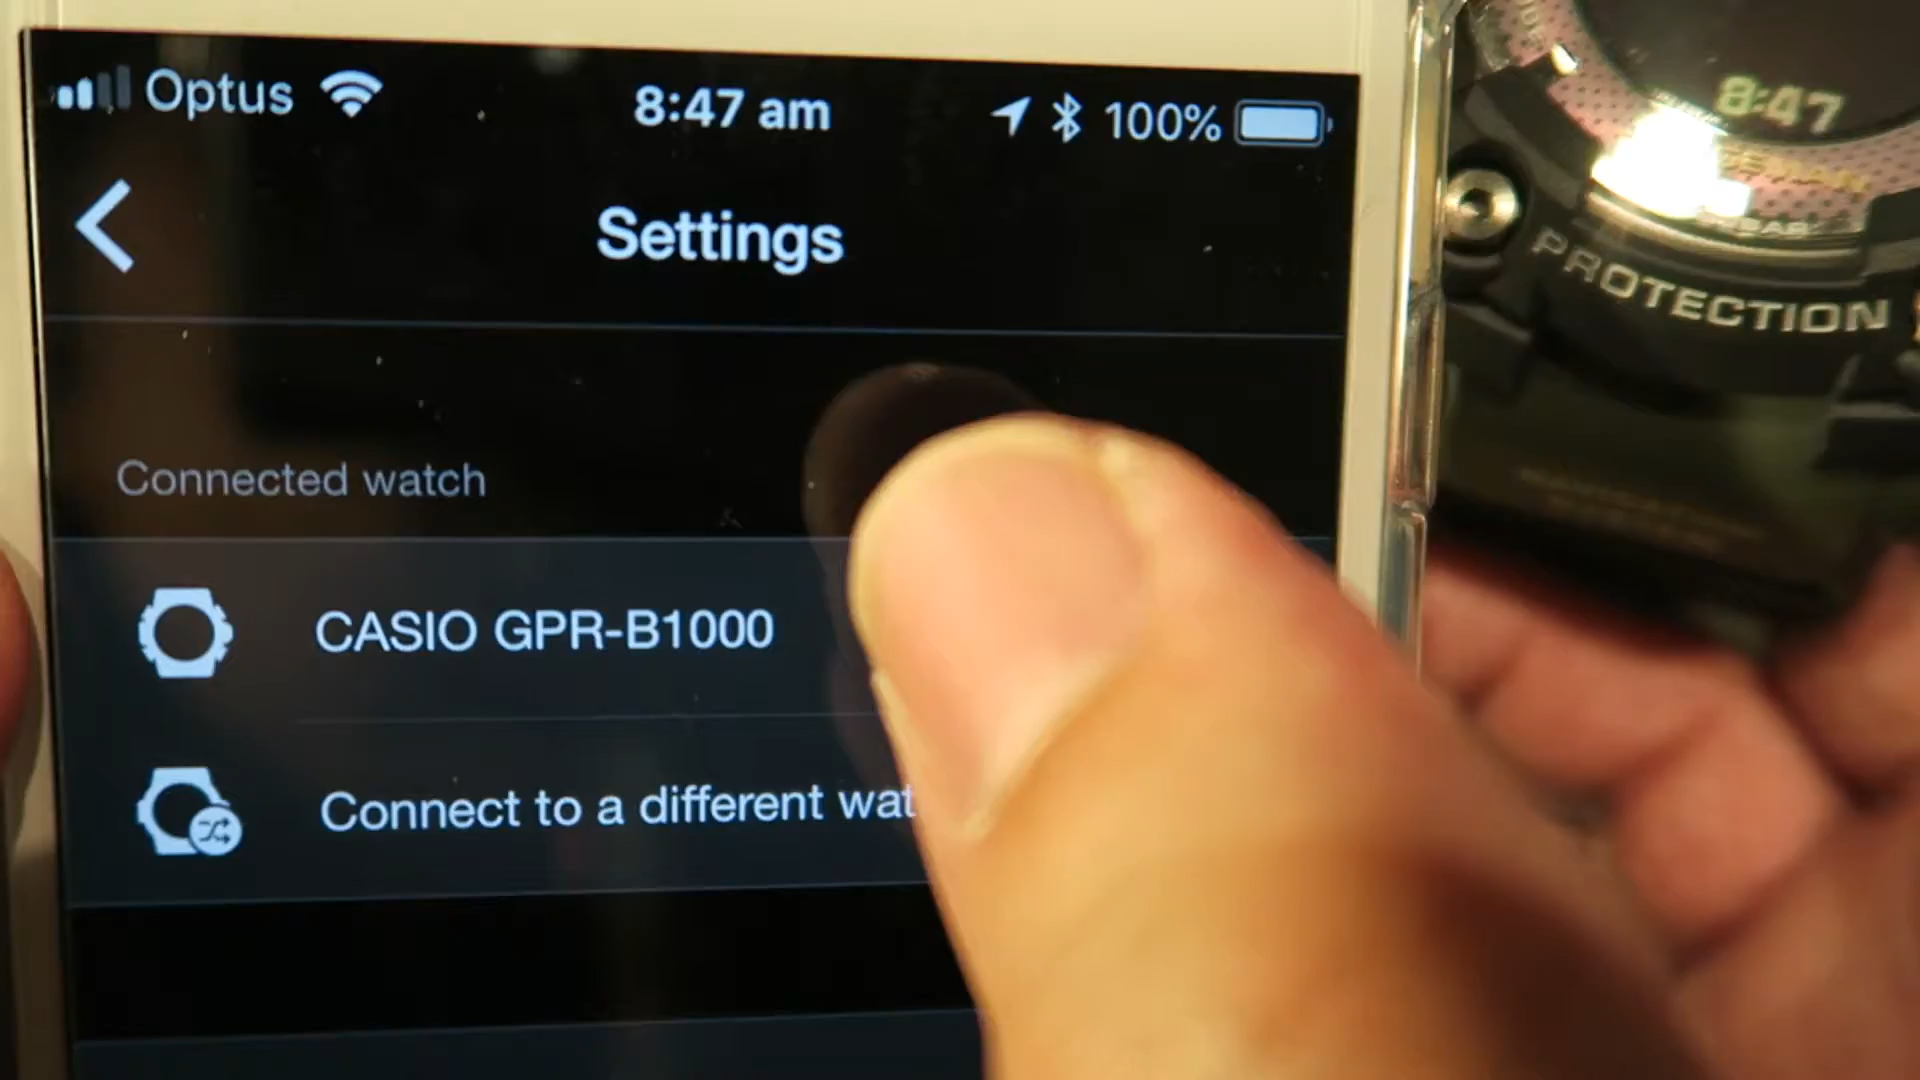 Optus
8:47 am
100%
Settings
Connected watch
CASIO GPR-B1000
Connect to a different wat
8:47
PROTECTION